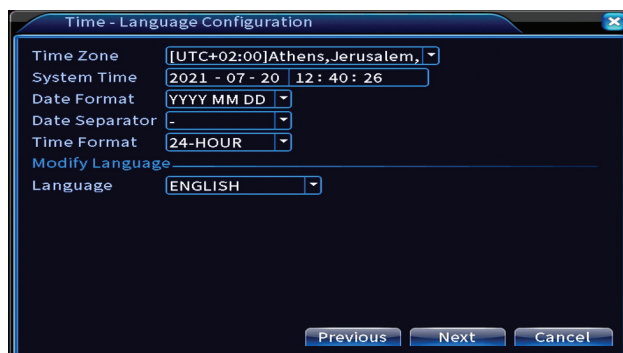 Time - Language Configuration
Time Zone [UTC+02:00]Athens,Jerusalem,
System Time 2021 - 07 - 20 12 : 40 : 26
Date Format YYYY MM DD
Date Separator -
Time Format 24-HOUR
Modify Language
Language ENGLISH
Previous Next Cancel